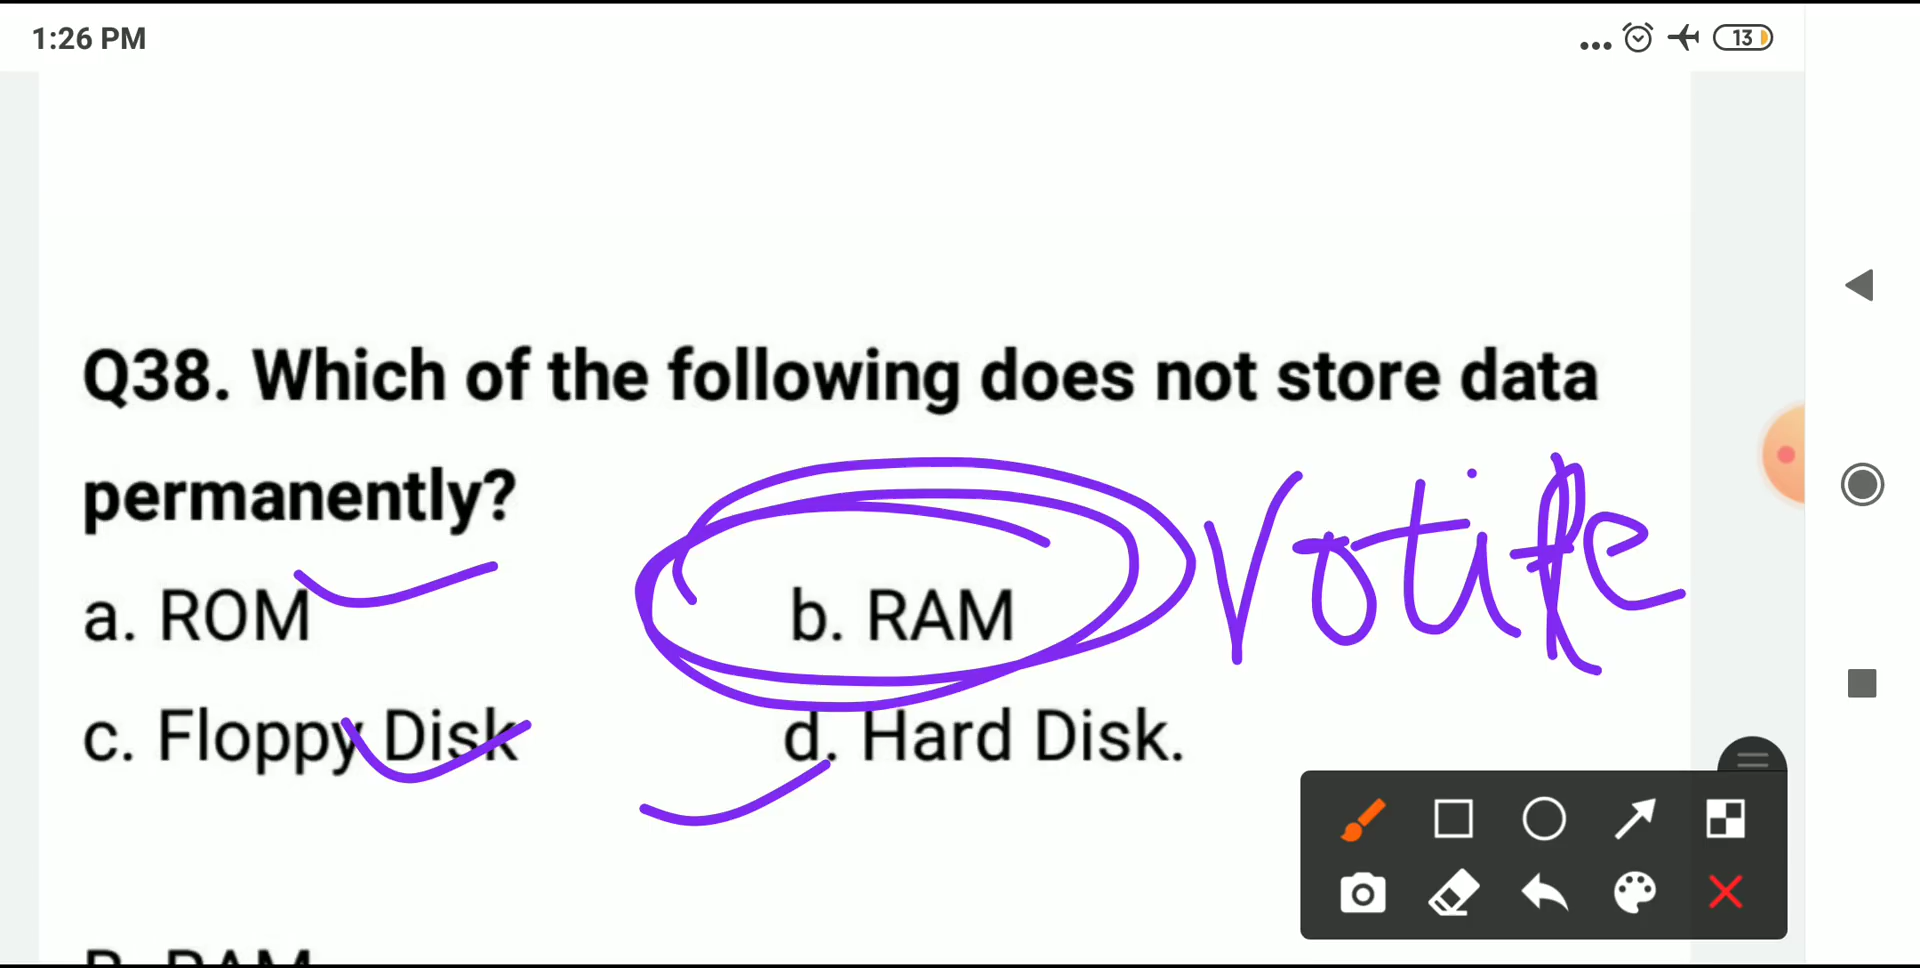 1:26 PM
13
Q38. Which of the following does not store data
permanently?
a. ROM
b. RAM
Votile
c. Floppy Disk
d. Hard Disk.
B. RAM